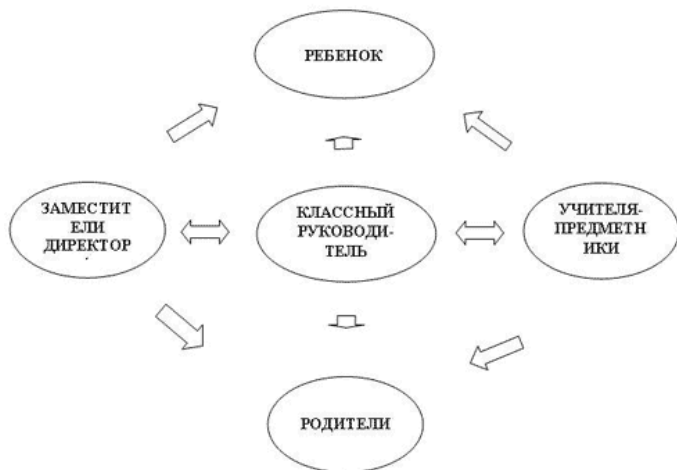 РЕБЕНОК
ЗАМЕСТИТ
ЕЛИ
ДИРЕКТОР
КЛАССНЫЙ
РУКОВОДИ-
ТЕЛЬ
УЧИТЕЛЯ-
ПРЕДМЕТН
ИКИ
РОДИТЕЛИ